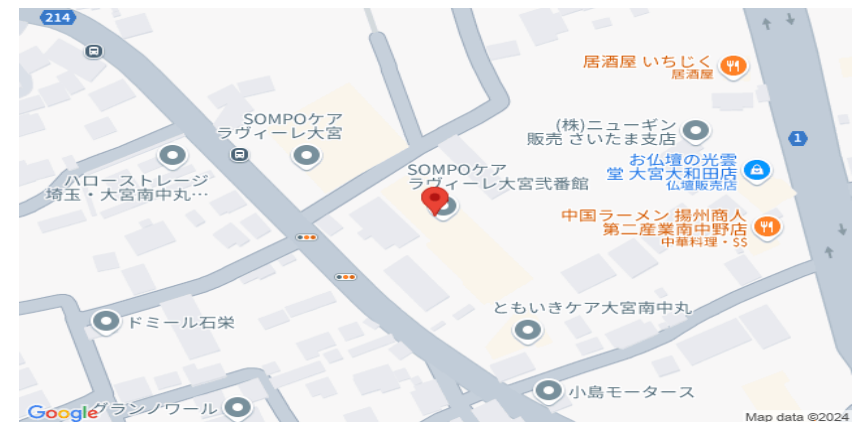 214
居酒屋 いちじく
居酒屋
SOMPOケア
ラヴィーレ大宮
(株)ニューギン
販売 さいたま支店
1
お仏壇の光雲
堂 大宮大和田店
仏壇販売店
ハローストレージ
埼玉・大宮南中丸…
SOMPOケア
ラヴィーレ大宮弐番館
中国ラーメン 揚州商人
第二産業南中野店
中華料理・$$
ともいきケア大宮南中丸
ドミール石栄
小島モータース
Google
グランノワール
Map data ©2024